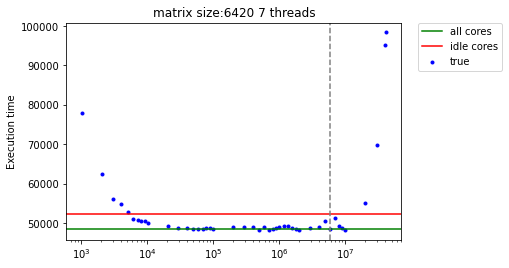 matrix size:6420 7 threads
100000
90000
80000
70000
60000
50000
Execution time
10³
10⁴
10⁵
10⁶
10⁷
all cores
idle cores
true